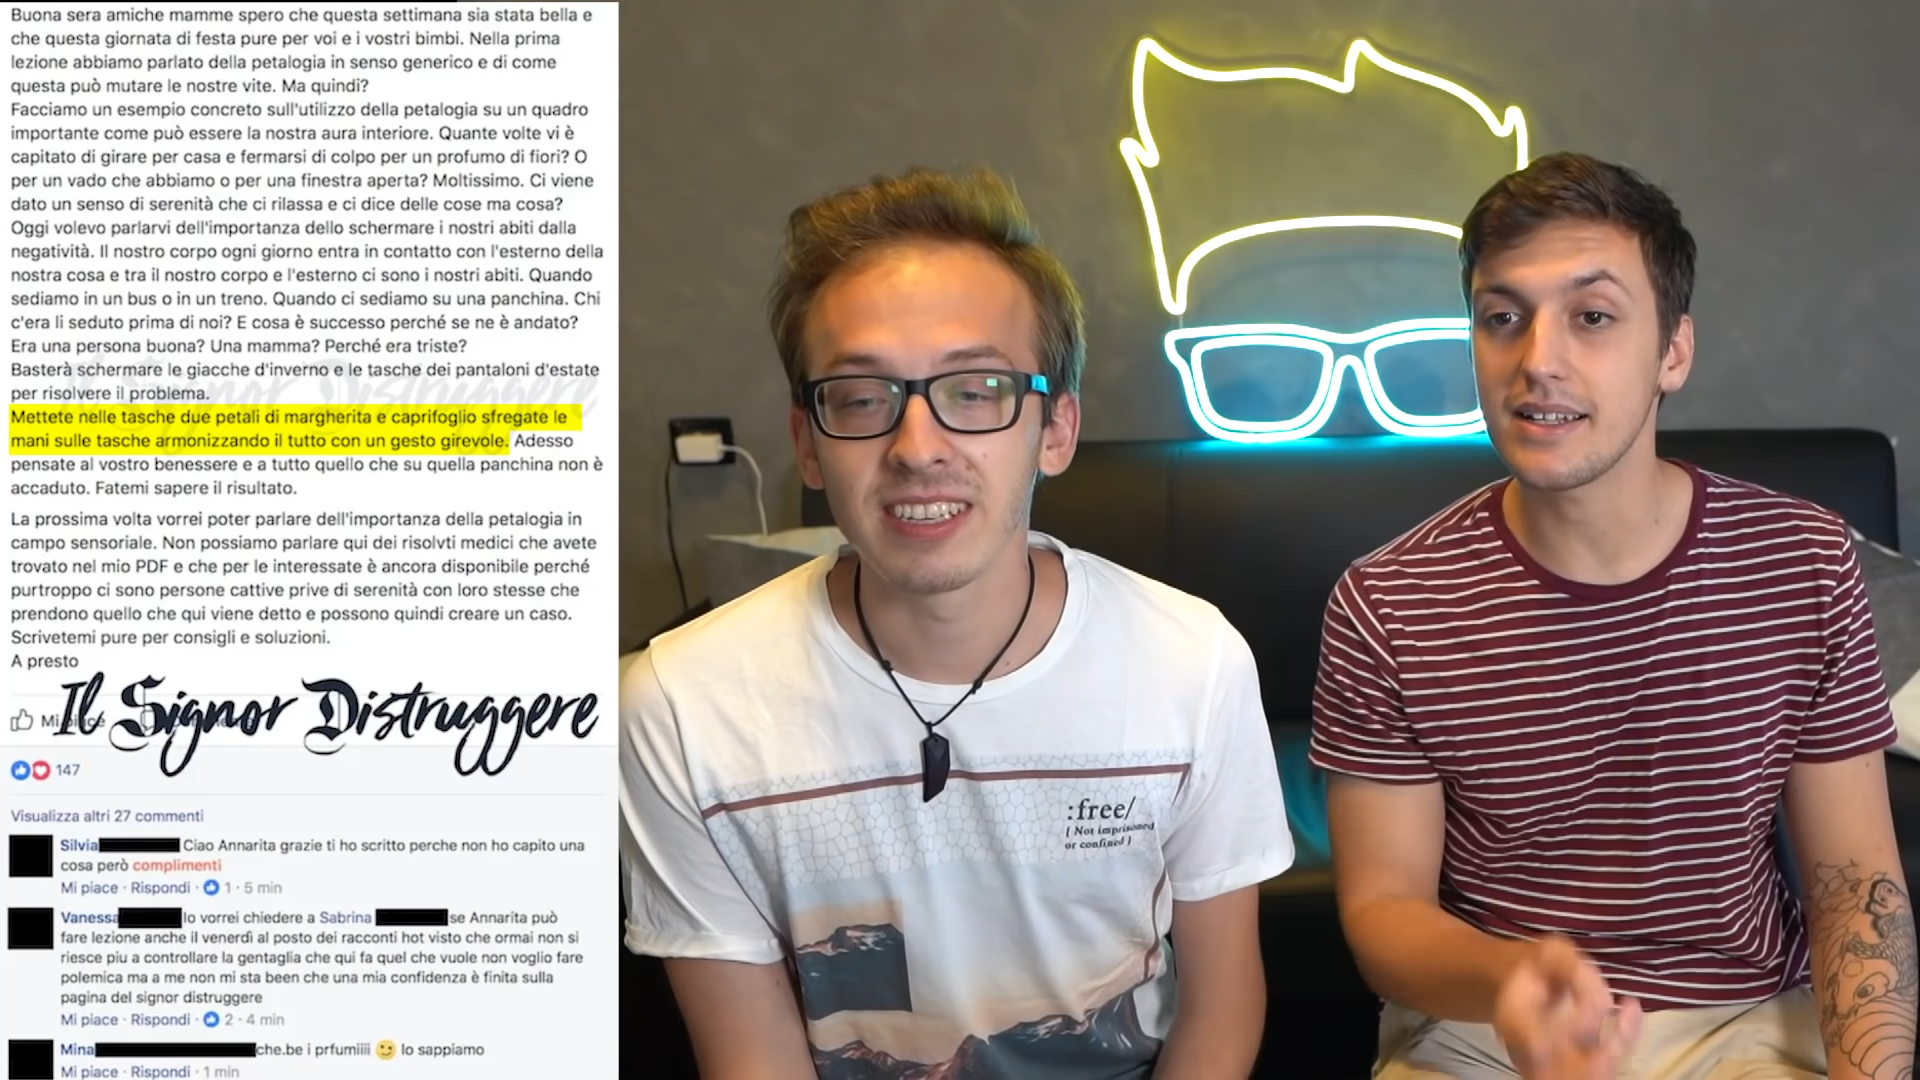 Buona sera amiche mamme spero che questa settimana sia stata bella e
che questa giornata di festa pure per voi e i vostri bimbi. Nella prima
lezione abbiamo parlato della petalogia in senso generico e di come
questa può mutare le nostre vite. Ma quindi?
Facciamo un esempio concreto sull'utilizzo della petalogia su un quadro
importante come può essere la nostra aura interiore. Quante volte vi è
capitato di girare per casa e fermarsi di colpo per un profumo di fiori? O
per un vado che abbiamo o per una finestra aperta? Moltissimo. Ci viene
dato un senso di serenità che ci rilassa e ci dice delle cose ma cosa?
Oggi volevo parlarvi dell'importanza dello schermare i nostri abiti dalla
negatività. Il nostro corpo ogni giorno entra in contatto con l'esterno della
nostra cosa e tra il nostro corpo e l'esterno ci sono i nostri abiti. Quando
sediamo in un bus o in un treno. Quando ci sediamo su una panchina. Chi
c'era li seduto prima di noi? E cosa è successo perché se ne è andato?
Era una persona buona? Una mamma? Perché era triste?
Basterà schermare le giacche d'inverno e le tasche dei pantaloni d'estate
per risolvere il problema.
Mettete nelle tasche due petali di margherita e caprifoglio sfregate le
mani sulle tasche armonizzando il tutto con un gesto girevole. Adesso
pensate al vostro benessere e a tutto quello che su quella panchina non è
accaduto. Fatemi sapere il risultato.
La prossima volta vorrei poter parlare dell'importanza della petalogia in
campo sensoriale. Non possiamo parlare qui dei risolvti medici che avete
trovato nel mio PDF e che per le interessate è ancora disponibile perché
purtroppo ci sono persone cattive prive di serenità con loro stesse che
prendono quello che qui viene detto e possono quindi creare un caso.
Scrivetemi pure per consigli e soluzioni.
A presto
Il Signor Distruggere
Mi piace
147
Visualizza altri 27 commenti
Silvia Ciao Annarita grazie ti ho scritto perche non ho capito una
cosa però complimenti
Mi piace · Rispondi · 1 · 5 min
Vanessa Io vorrei chiedere a Sabrina se Annarita può
fare lezione anche il venerdì al posto dei racconti hot visto che ormai non si
riesce piu a controllare la gentaglia che qui fa quel che vuole non voglio fare
polemica ma a me non mi sta been che una mia confidenza è finita sulla
pagina del signor distruggere
Mi piace · Rispondi · 2 · 4 min
Mina che.be i prfumiiii 🙂 lo sappiamo
Mi piace · Rispondi · 1 min
:free/
{ Not imprisoned
or confined }